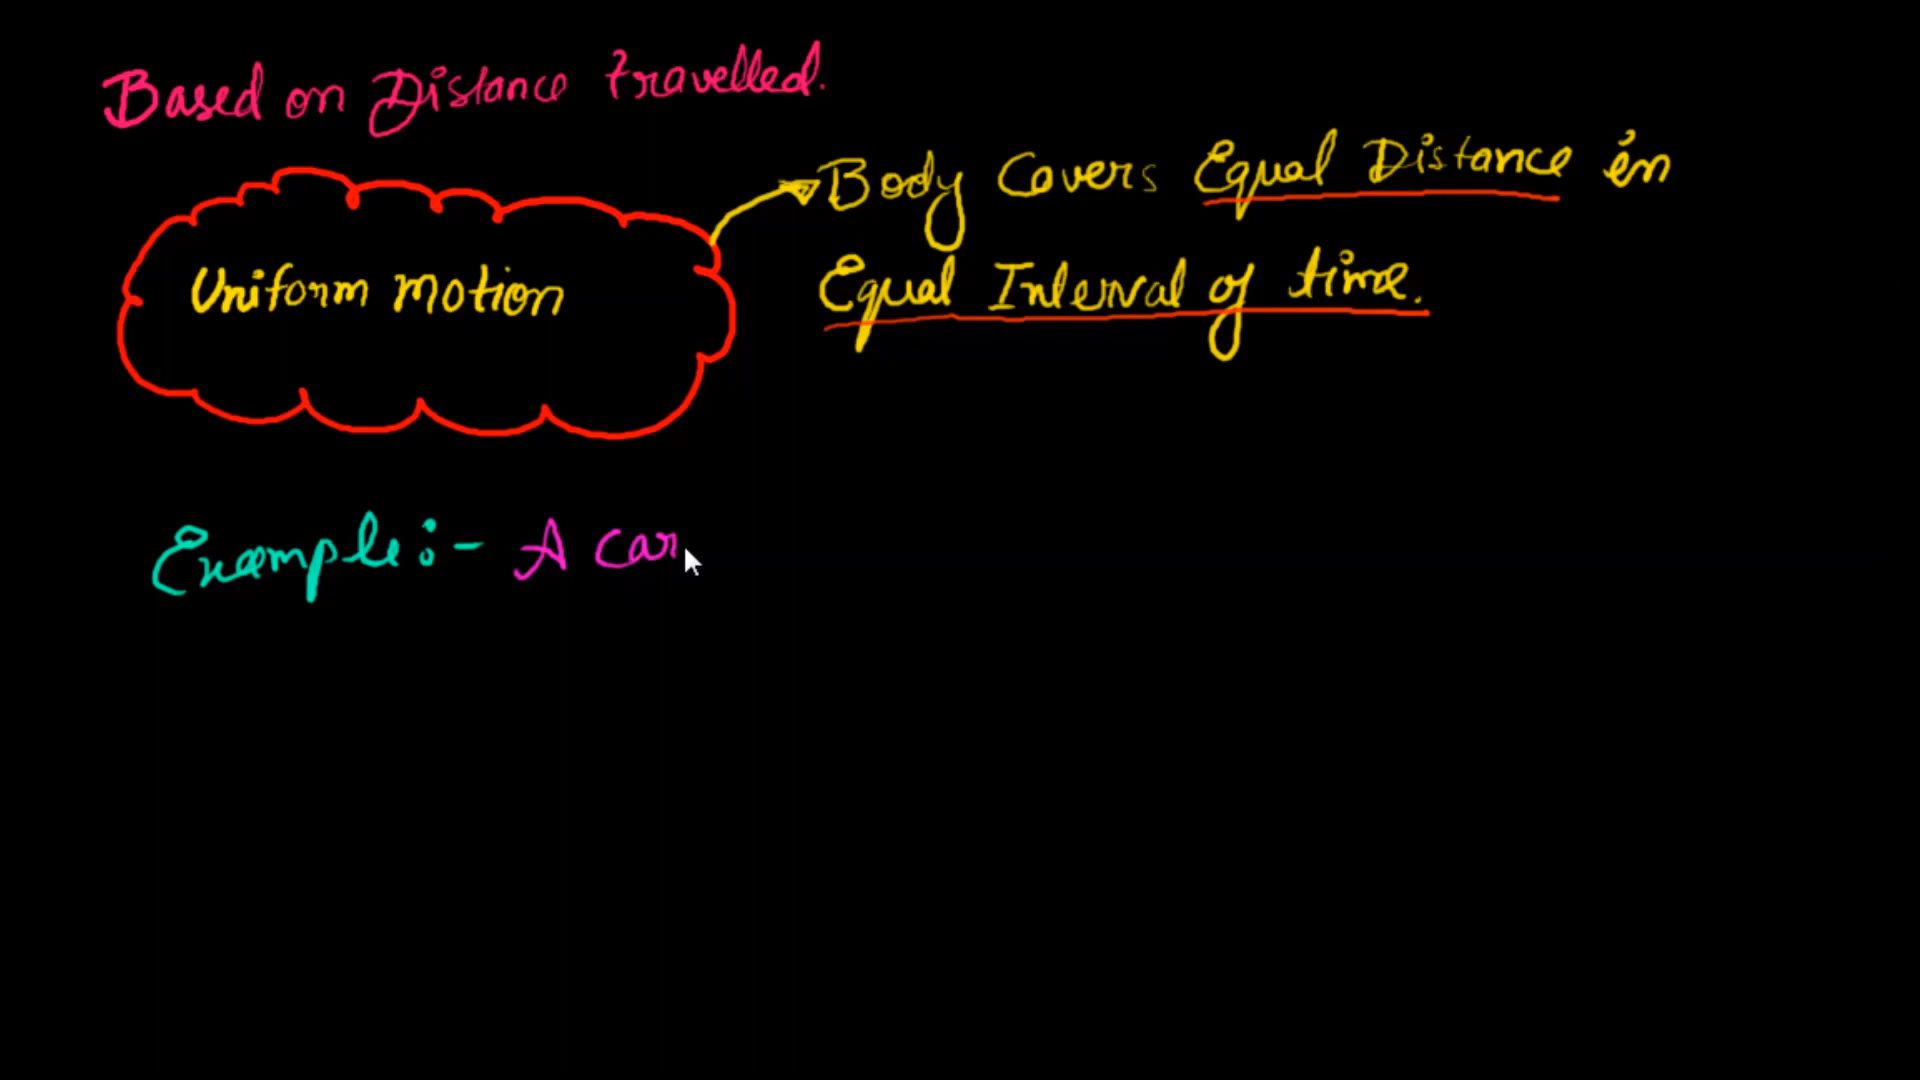 Based on Distance travelled.
Body Covers Equal Distance in
Uniform motion
Equal Interval of time.
Example :- A car